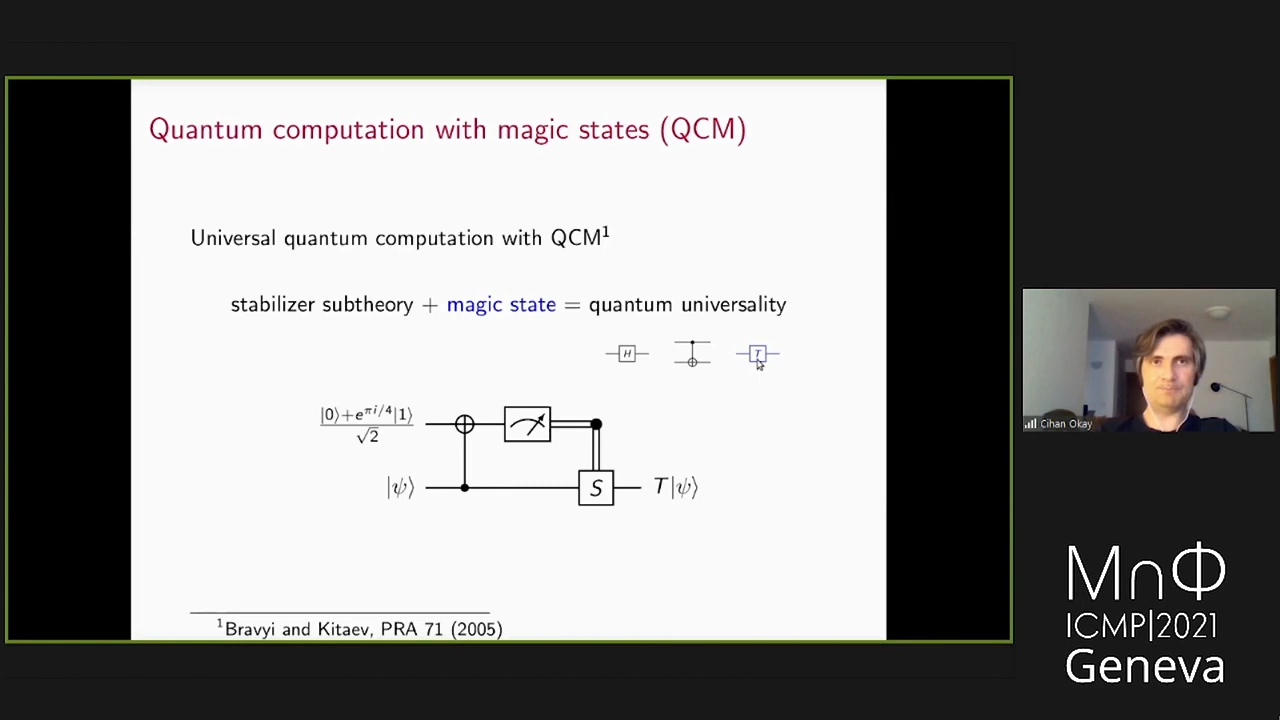 Quantum computation with magic states (QCM)
Universal quantum computation with QCM¹
stabilizer subtheory + magic state = quantum universality
H
T
|0⟩+e^{πi/4}|1⟩
√2
|ψ⟩
S
T|ψ⟩
¹Bravyi and Kitaev, PRA 71 (2005)
Cihan Okay
M∩Φ
ICMP|2021
Geneva